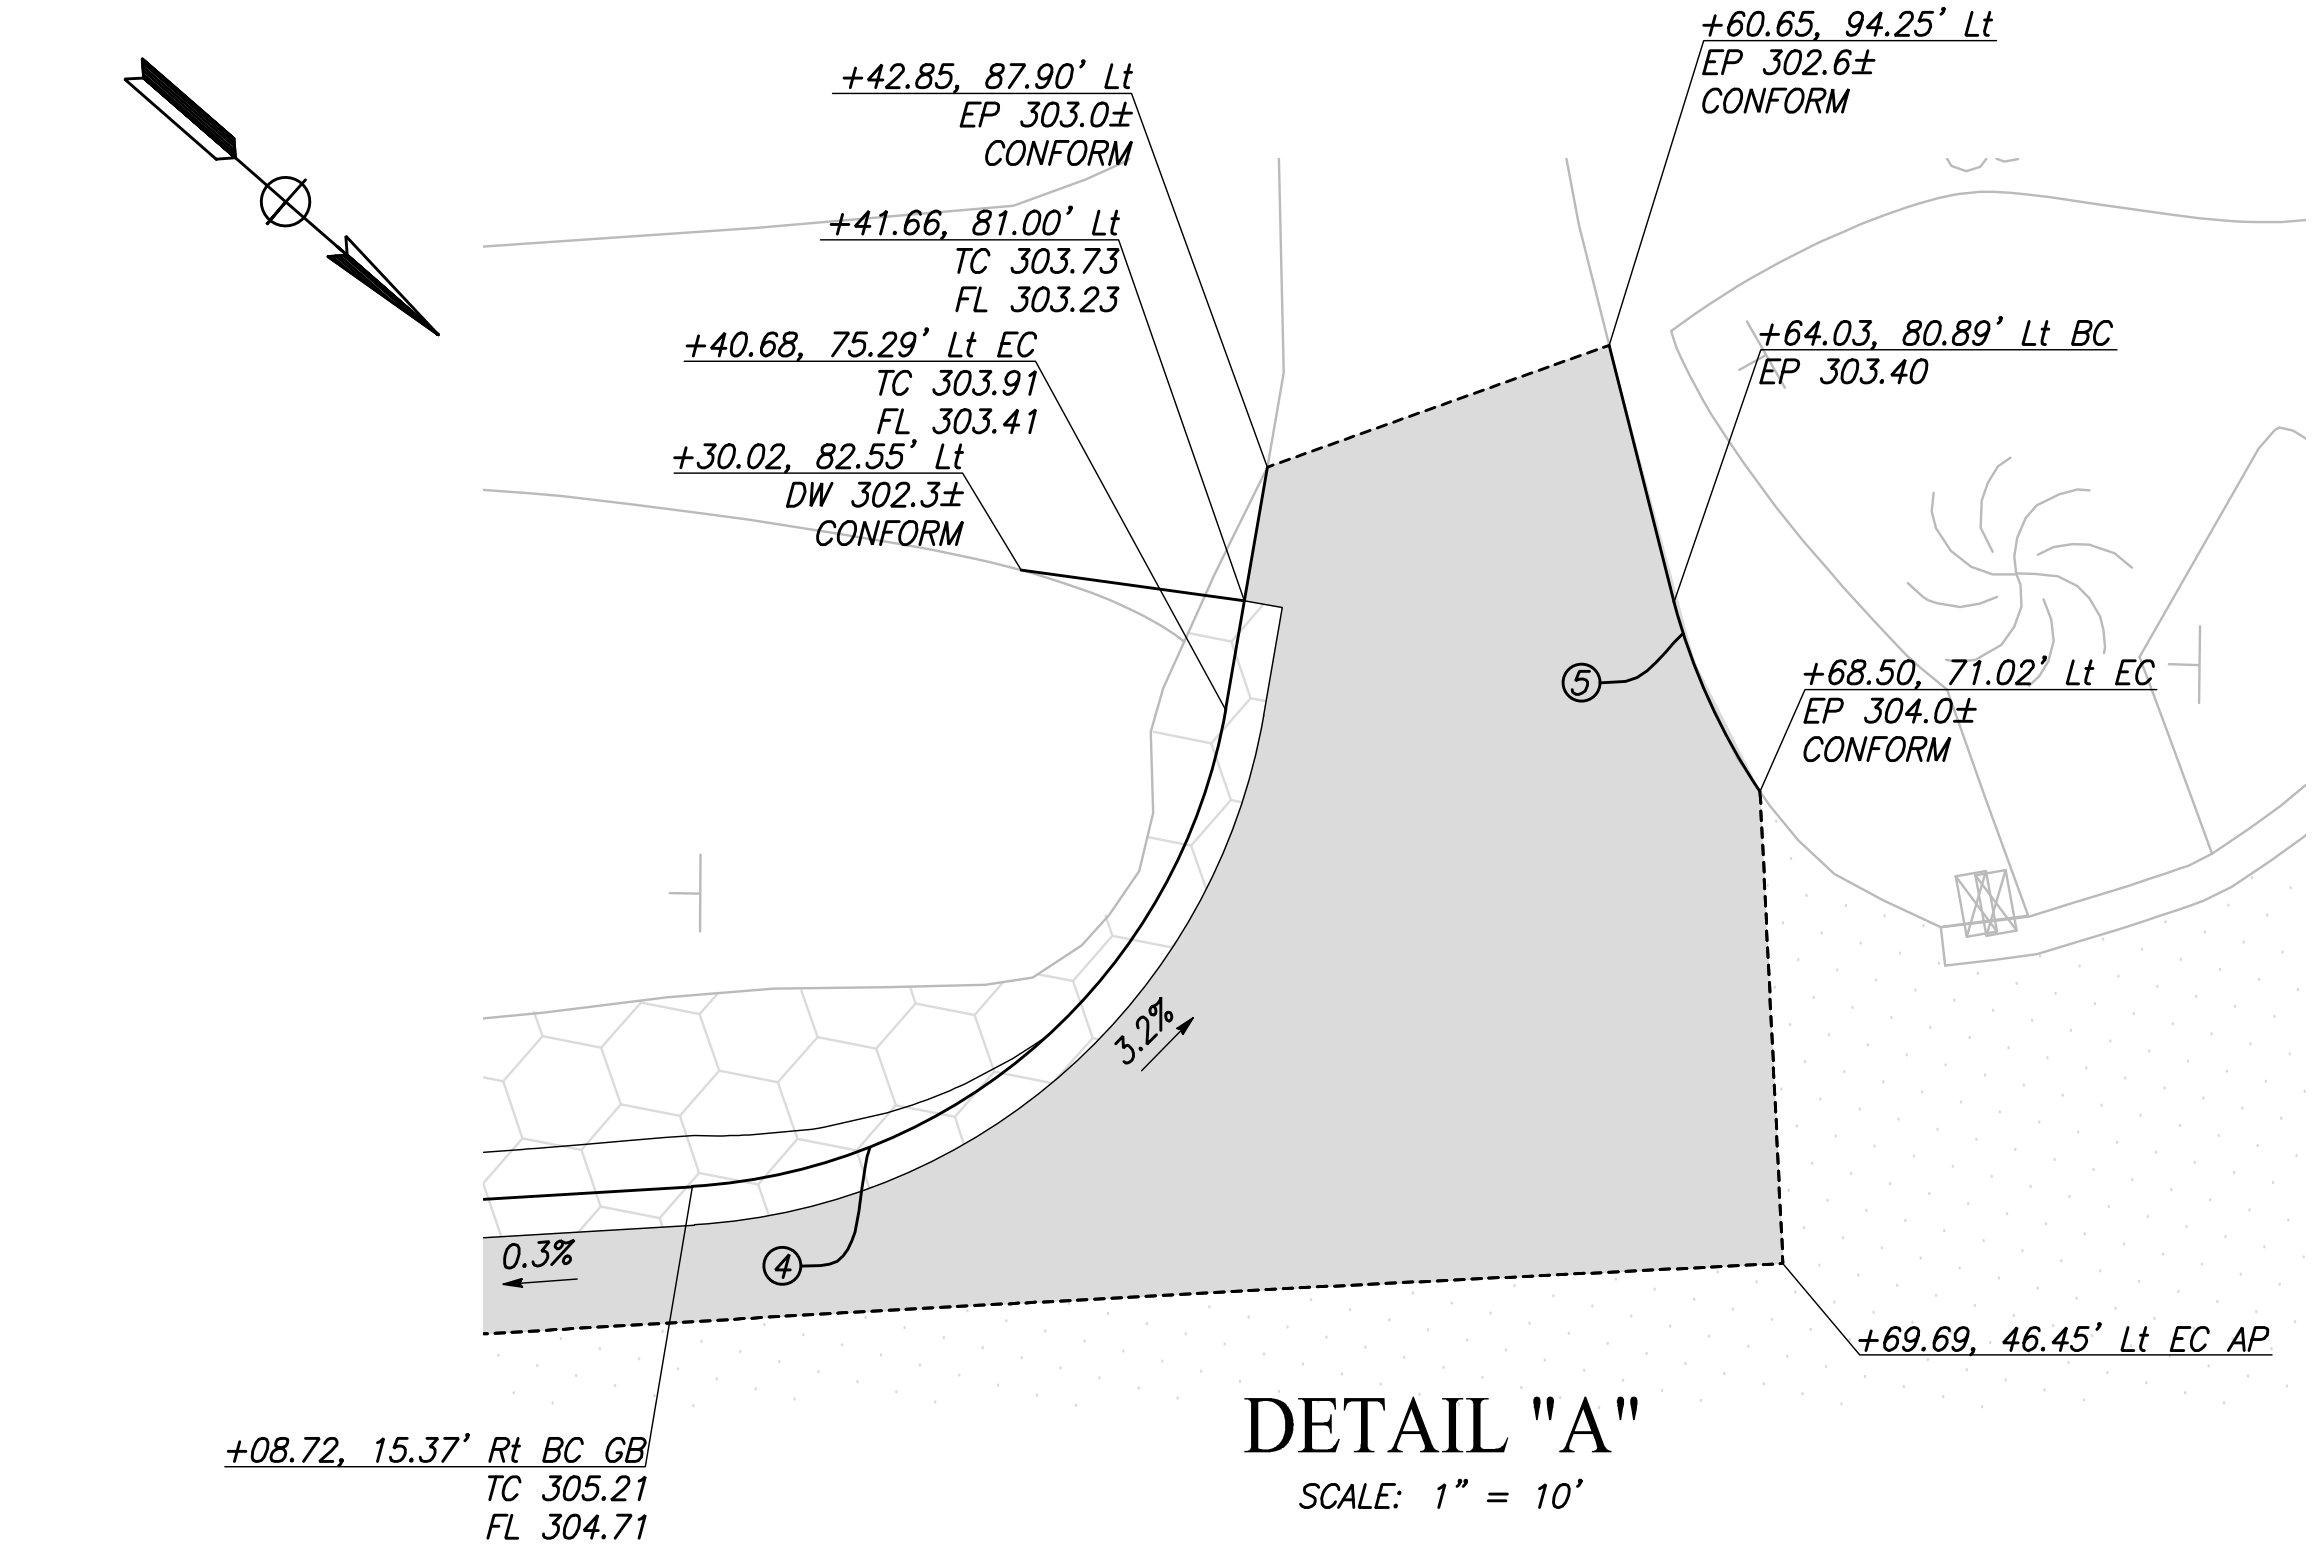 +60.65, 94.25' Lt
EP 302.6±
CONFORM
+42.85, 87.90' Lt
EP 303.0±
CONFORM
+41.66, 81.00' Lt
TC 303.73
FL 303.23
+40.68, 75.29' Lt EC
TC 303.91
FL 303.41
+30.02, 82.55' Lt
DW 302.3±
CONFORM
+64.03, 80.89' Lt BC
EP 303.40
5
+68.50, 71.02' Lt EC
EP 304.0±
CONFORM
3.2%
0.3%
4
+69.69, 46.45' Lt EC AP
+08.72, 15.37' Rt BC GB
TC 305.21
FL 304.71
DETAIL "A"
SCALE: 1" = 10'